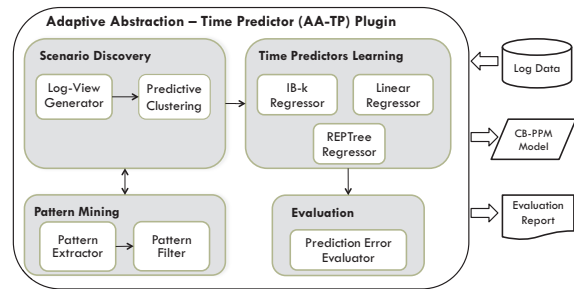 Adaptive Abstraction – Time Predictor (AA-TP) Plugin
Scenario Discovery
Log-View
Generator
Predictive
Clustering
Time Predictors Learning
IB-k
Regressor
Linear
Regressor
REPTree
Regressor
Pattern Mining
Pattern
Extractor
Pattern
Filter
Evaluation
Prediction Error
Evaluator
Log Data
CB-PPM
Model
Evaluation
Report